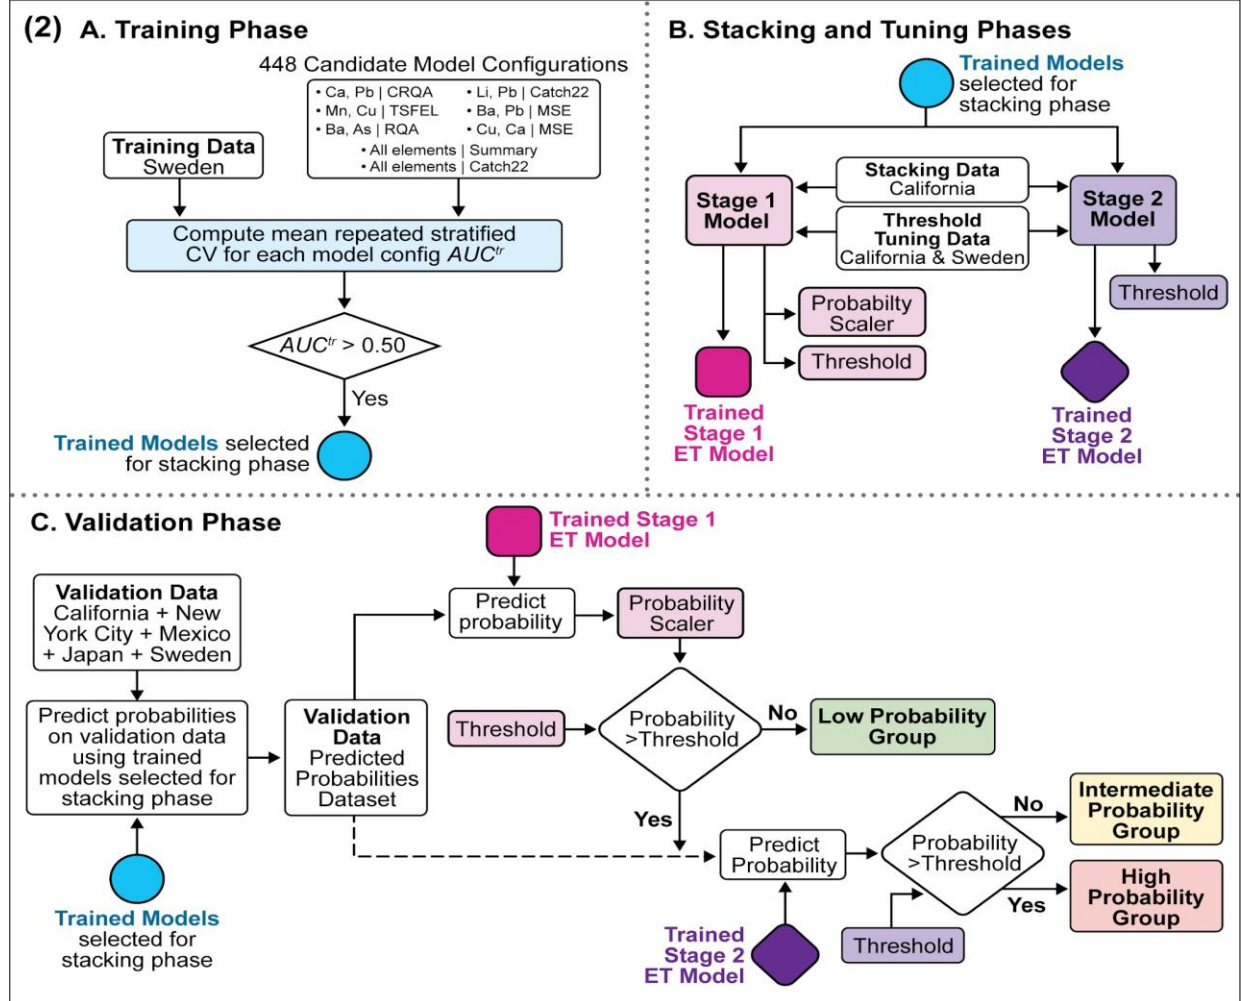 (2) A. Training Phase
448 Candidate Model Configurations
• Ca, Pb | CRQA
• Mn, Cu | TSFEL
• Ba, As | RQA
• Li, Pb | Catch22
• Ba, Pb | MSE
• Cu, Ca | MSE
• All elements | Summary
• All elements | Catch22
Training Data
Sweden
Compute mean repeated stratified
CV for each model config AUCtr
AUCtr > 0.50
Yes
Trained Models selected
for stacking phase
B. Stacking and Tuning Phases
Trained Models
selected for
stacking phase
Stage 1
Model
Stacking Data
California
Threshold
Tuning Data
California & Sweden
Stage 2
Model
Probabilty
Scaler
Threshold
Threshold
Trained
Stage 1
ET Model
Trained
Stage 2
ET Model
C. Validation Phase
Trained Stage 1
ET Model
Validation Data
California + New
York City + Mexico
+ Japan + Sweden
Predict
probability
Probability
Scaler
Predict probabilities
on validation data
using trained
models selected for
stacking phase
Validation
Data
Predicted
Probabilities
Dataset
Threshold
Probability
>Threshold
No
Low Probability
Group
Yes
Predict
Probability
Probability
>Threshold
No
Intermediate
Probability
Group
Yes
High
Probability
Group
Trained Models
selected for
stacking phase
Trained
Stage 2
ET Model
Threshold